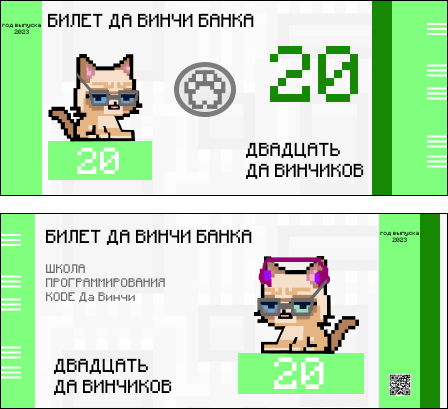 год выпуска
2023
БИЛЕТ ДА ВИНЧИ БАНКА
20
20
ДВАДЦАТЬ
ДА ВИНЧИКОВ
БИЛЕТ ДА ВИНЧИ БАНКА
год выпуска
2023
ШКОЛА
ПРОГРАММИРОВАНИЯ
KODE Да Винчи
ДВАДЦАТЬ
ДА ВИНЧИКОВ
20